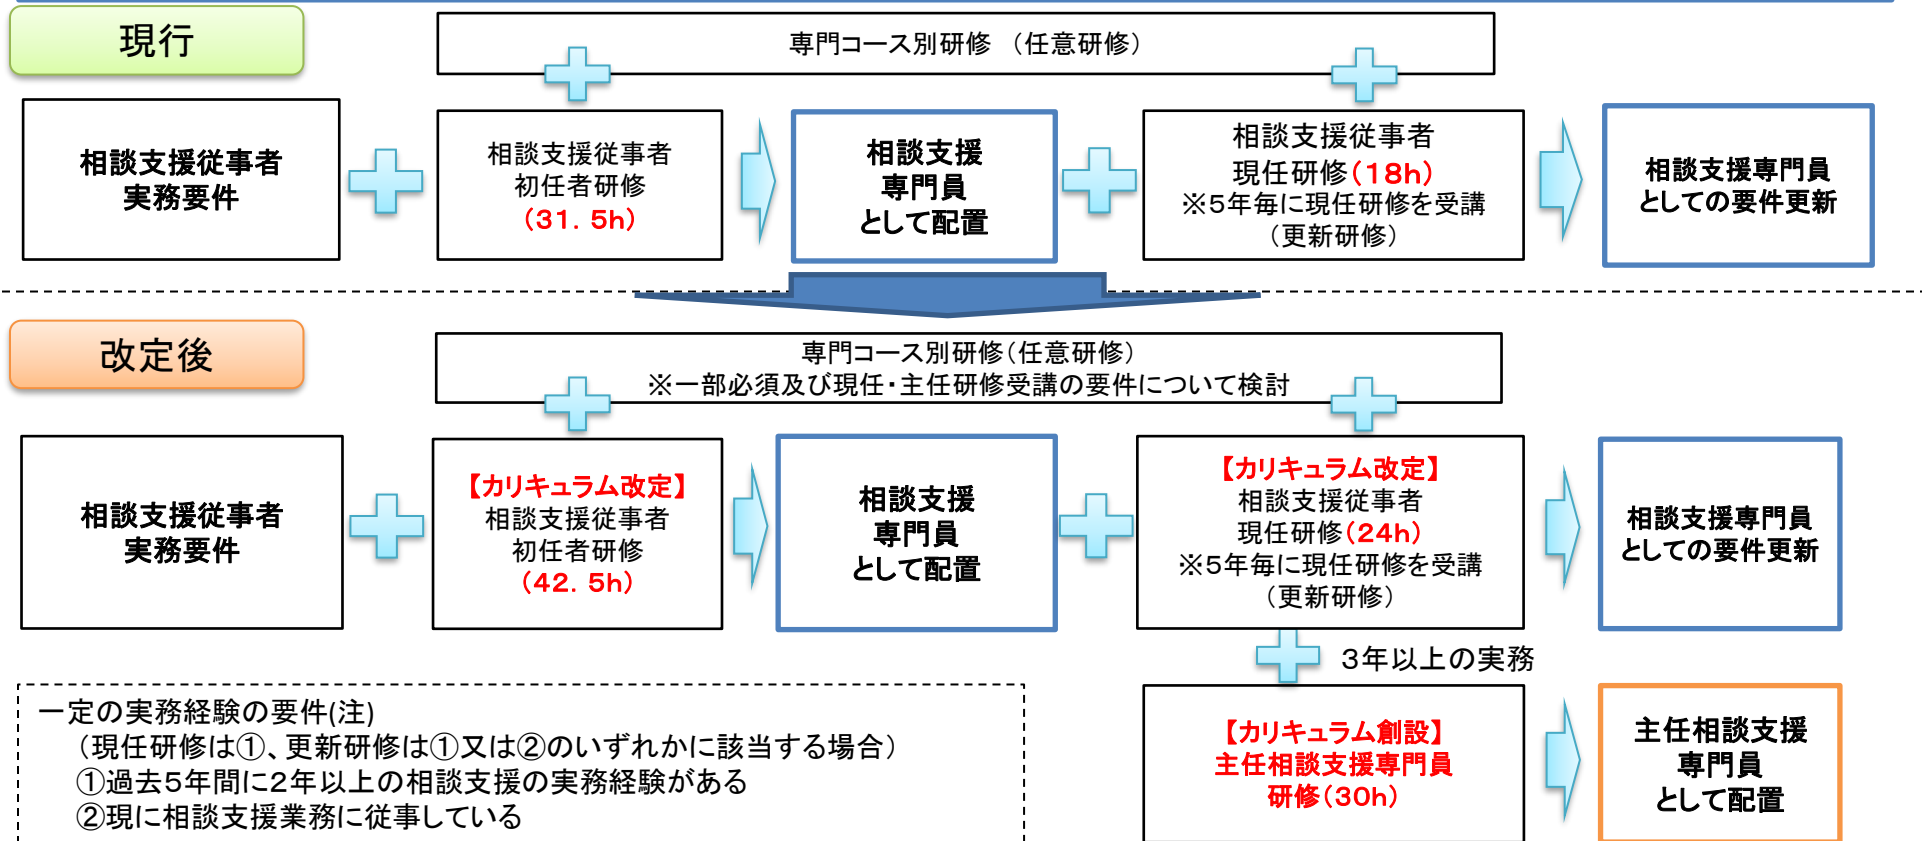 現行
専門コース別研修 （任意研修）
相談支援従事者
実務要件
相談支援従事者
初任者研修
（31．5h）
相談支援
専門員
として配置
相談支援従事者
現任研修（18h）
※5年毎に現任研修を受講
（更新研修）
相談支援専門員
としての要件更新
改定後
専門コース別研修（任意研修）
※一部必須及び現任・主任研修受講の要件について検討
相談支援従事者
実務要件
【カリキュラム改定】
相談支援従事者
初任者研修
（42．5h）
相談支援
専門員
として配置
【カリキュラム改定】
相談支援従事者
現任研修（24h）
※5年毎に現任研修を受講
（更新研修）
相談支援専門員
としての要件更新
3年以上の実務
一定の実務経験の要件(注)
（現任研修は①、更新研修は①又は②のいずれかに該当する場合）
①過去5年間に2年以上の相談支援の実務経験がある
②現に相談支援業務に従事している
【カリキュラム創設】
主任相談支援専門員
研修（30h）
主任相談支援
専門員
として配置